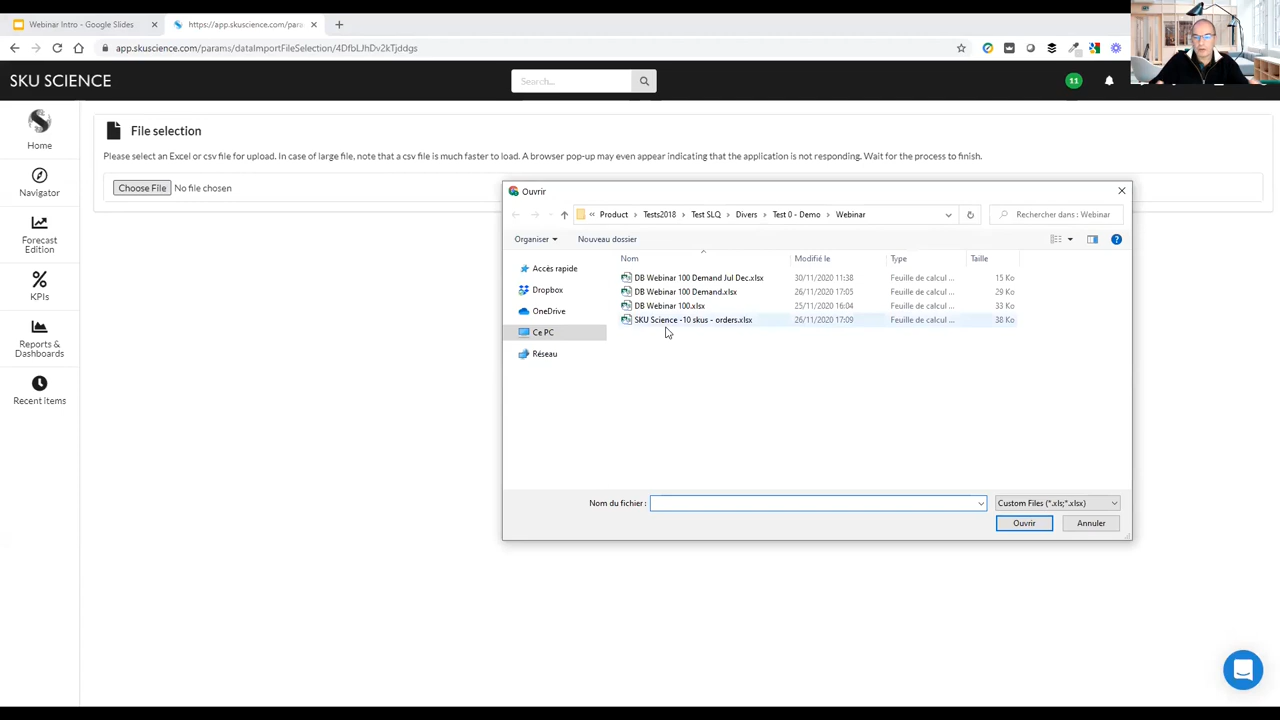 Webinar Intro - Google Slides
https://app.skuscience.com/para
app.skuscience.com/params/dataImportFileSelection/4DfbLJhDv2kTjddgs
SKU SCIENCE
Search...
11
Home
Navigator
Forecast
Edition
KPIs
Reports &
Dashboards
Recent items
File selection
Please select an Excel or csv file for upload. In case of large file, note that a csv file is much faster to load. A browser pop-up may even appear indicating that the application is not responding. Wait for the process to finish.
Choose File No file chosen
Ouvrir
« Product › Tests2018 › Test SLQ › Divers › Test 0 - Demo › Webinar
Rechercher dans : Webinar
Organiser Nouveau dossier
Nom Modifié le Type Taille
Accès rapide
Dropbox
OneDrive
Ce PC
Réseau
DB Webinar 100 Demand Jul Dec.xlsx 30/11/2020 11:38 Feuille de calcul ... 15 Ko
DB Webinar 100 Demand.xlsx 26/11/2020 17:05 Feuille de calcul ... 29 Ko
DB Webinar 100.xlsx 25/11/2020 16:04 Feuille de calcul ... 33 Ko
SKU Science -10 skus - orders.xlsx 26/11/2020 17:09 Feuille de calcul ... 38 Ko
Nom du fichier :
Custom Files (*.xls;*.xlsx)
Ouvrir Annuler